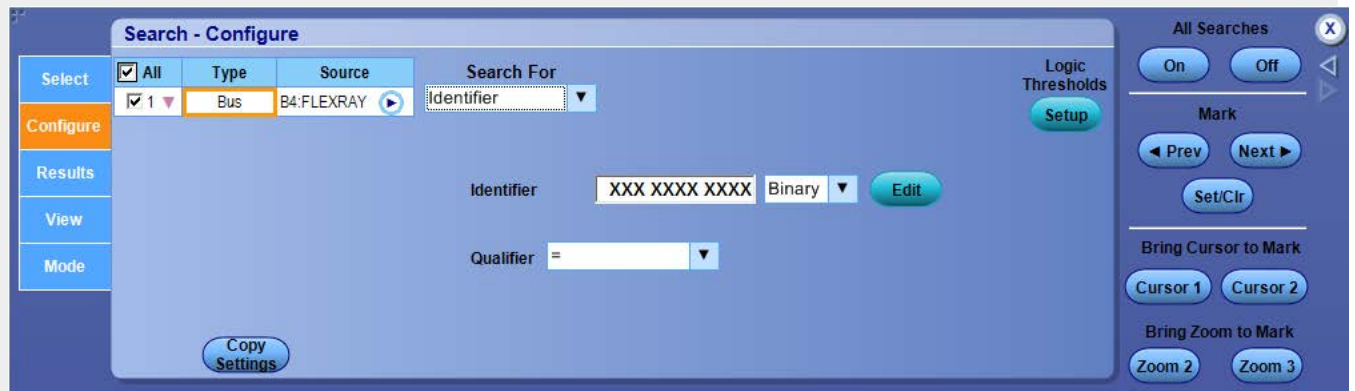 Search - Configure
Select
Configure
Results
View
Mode
All Type Source
1 Bus B4:FLEXRAY
Search For
Identifier
Identifier XXX XXXX XXXX Binary Edit
Qualifier =
Copy
Settings
Logic
Thresholds
Setup
All Searches X
On Off
Mark
◄ Prev Next ►
Set/Clr
Bring Cursor to Mark
Cursor 1 Cursor 2
Bring Zoom to Mark
Zoom 2 Zoom 3